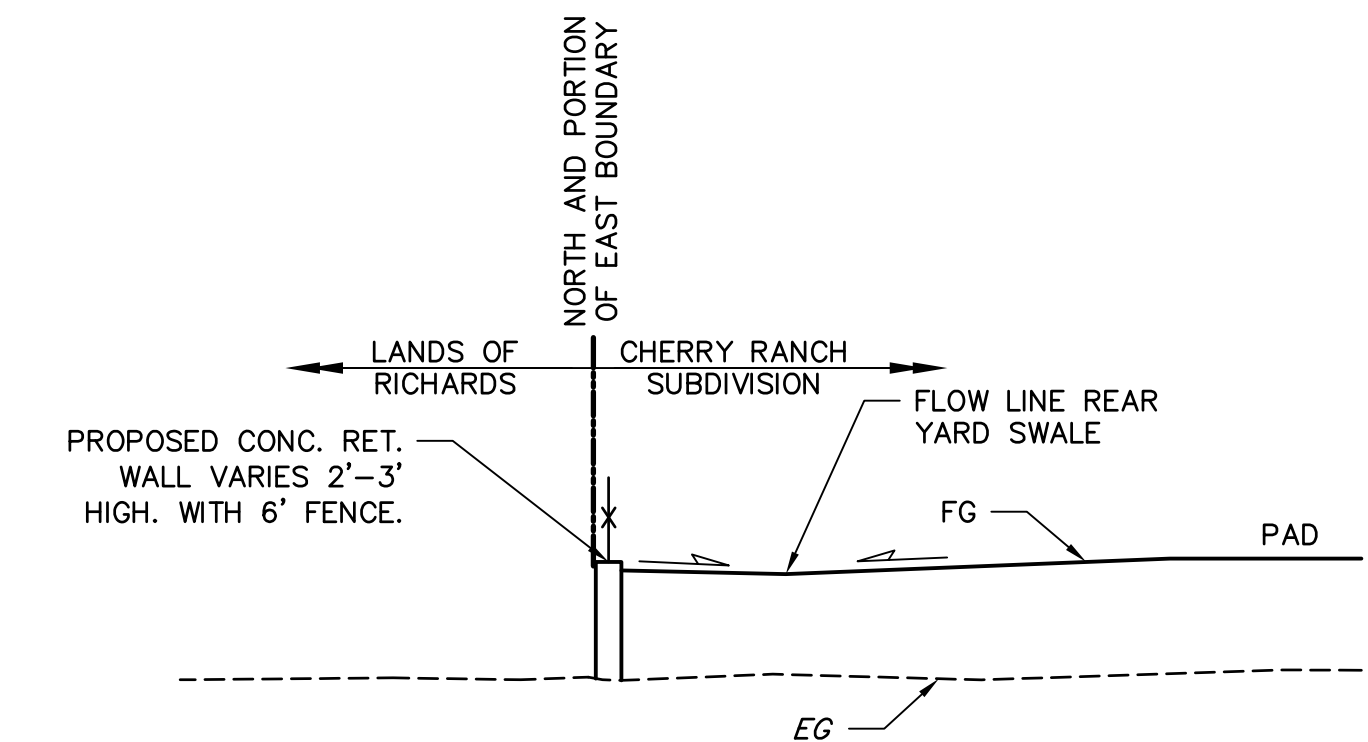 NORTH AND PORTION
OF EAST BOUNDARY
LANDS OF
RICHARDS
CHERRY RANCH
SUBDIVISION
PROPOSED CONC. RET.
WALL VARIES 2'-3'
HIGH. WITH 6' FENCE.
FLOW LINE REAR
YARD SWALE
FG
PAD
EG